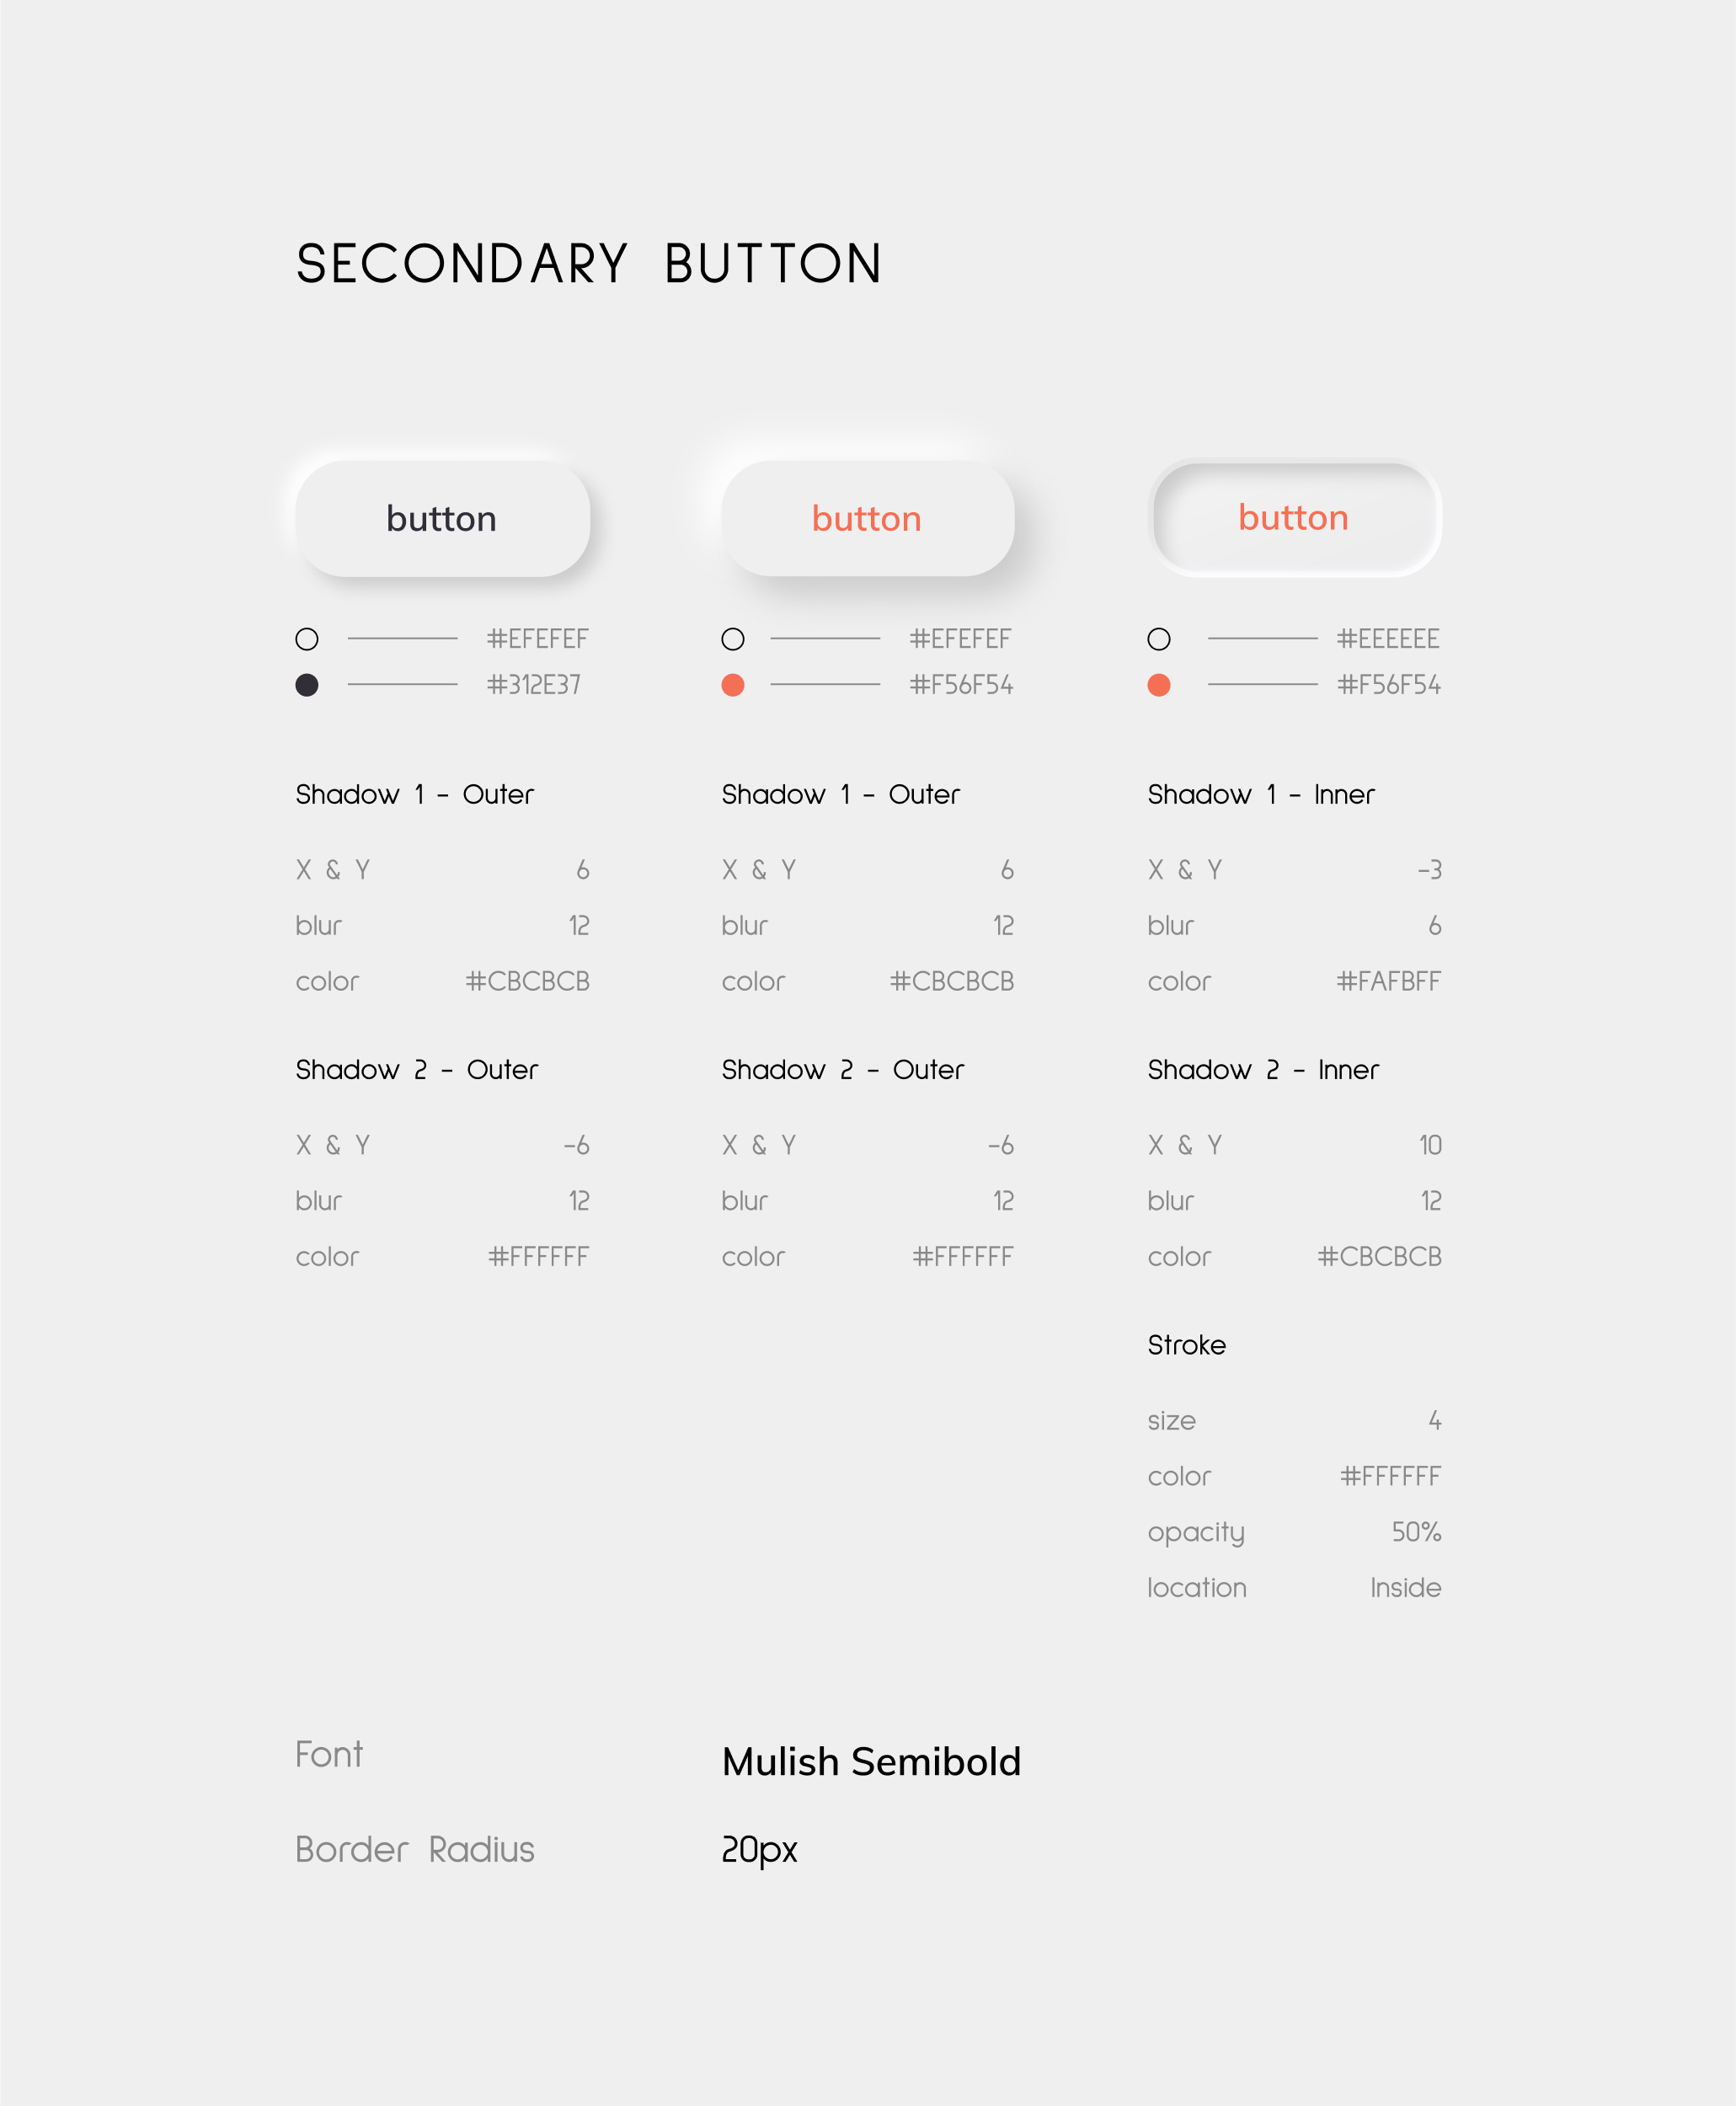 SECONDARY BUTTON
button button button
#EFEFEF #EFEFEF #EEEEEE
#312E37 #F56F54 #F56F54
Shadow 1 - Outer Shadow 1 - Outer Shadow 1 - Inner
X & Y 6 X & Y 6 X & Y -3
blur 12 blur 12 blur 6
color #CBCBCB color #CBCBCB color #FAFBFF
Shadow 2 - Outer Shadow 2 - Outer Shadow 2 - Inner
X & Y -6 X & Y -6 X & Y 10
blur 12 blur 12 blur 12
color #FFFFFF color #FFFFFF color #CBCBCB
Stroke
size 4
color #FFFFFF
opacity 50%
location Inside
Font Mulish Semibold
Border Radius 20px